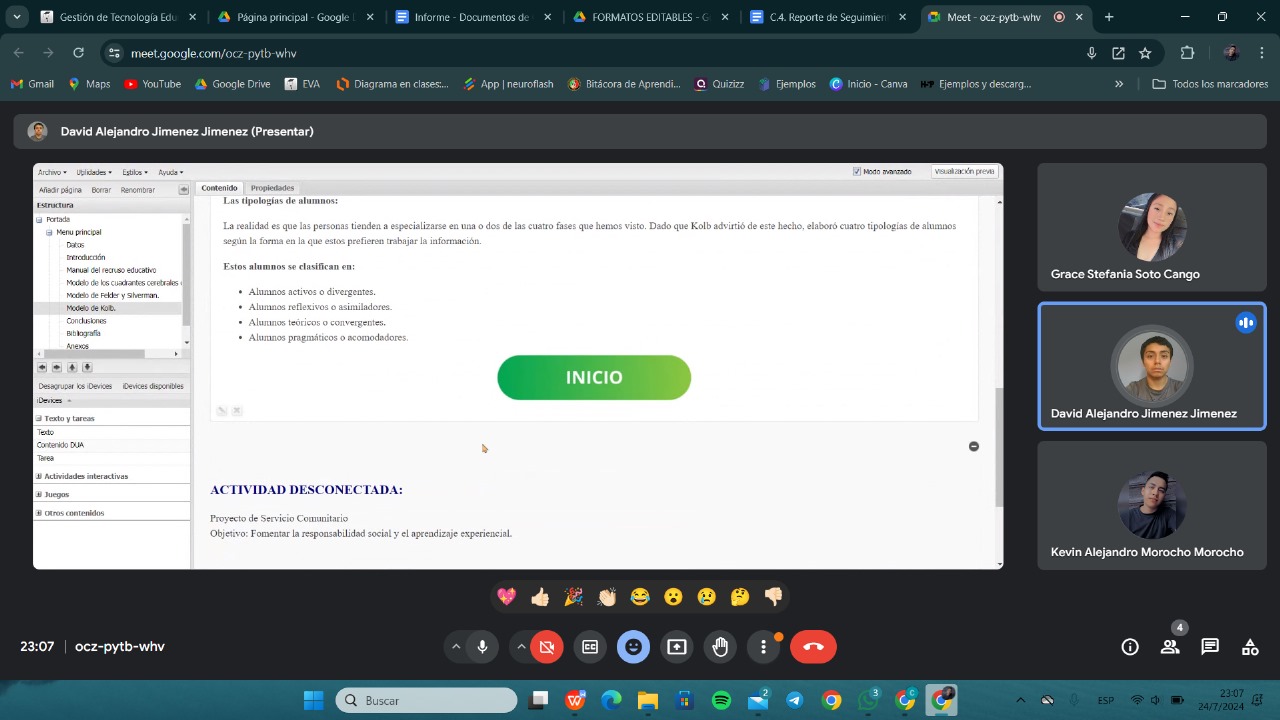 Gestión de Tecnología Edu
Página principal - Google
Informe - Documentos de
FORMATOS EDITABLES - G
C.4. Reporte de Seguimien
Meet - ocz-pytb-whv
meet.google.com/ocz-pytb-whv
Gmail
Maps
YouTube
Google Drive
EVA
Diagrama en clases:...
App | neuroflash
Bitácora de Aprendi...
Quizizz
Ejemplos
Inicio - Canva
Ejemplos y descarg...
Todos los marcadores
David Alejandro Jimenez Jimenez (Presentar)
Archivo Utilidades Estilos Ayuda
Modo avanzado
Visualización previa
Añadir página Borrar Renombrar
Contenido Propiedades
Estructura
Portada
Menu principal
Datos
Introducción
Manual del recruso educativo
Modelo de los cuadrantes cerebrales
Modelo de Felder y Silverman.
Modelo de Kolb.
Conclusiones
Bibliografía
Anexos
Desagrupar los iDevices iDevices disponibles
iDevices
Texto y tareas
Texto
Contenido DUA
Tarea
Actividades interactivas
Juegos
Otros contenidos
Las tipologías de alumnos:
La realidad es que las personas tienden a especializarse en una o dos de las cuatro fases que hemos visto. Dado que Kolb advirtió de este hecho, elaboró cuatro tipologías de alumnos
según la forma en la que estos prefieren trabajar la información.
Estos alumnos se clasifican en:
Alumnos activos o divergentes.
Alumnos reflexivos o asimiladores.
Alumnos teóricos o convergentes.
Alumnos pragmáticos o acomodadores.
INICIO
ACTIVIDAD DESCONECTADA:
Proyecto de Servicio Comunitario
Objetivo: Fomentar la responsabilidad social y el aprendizaje experiencial.
Grace Stefania Soto Cango
David Alejandro Jimenez Jimenez
Kevin Alejandro Morocho Morocho
23:07 | ocz-pytb-whv
4
Buscar
2
3
ESP
23:07
24/7/2024